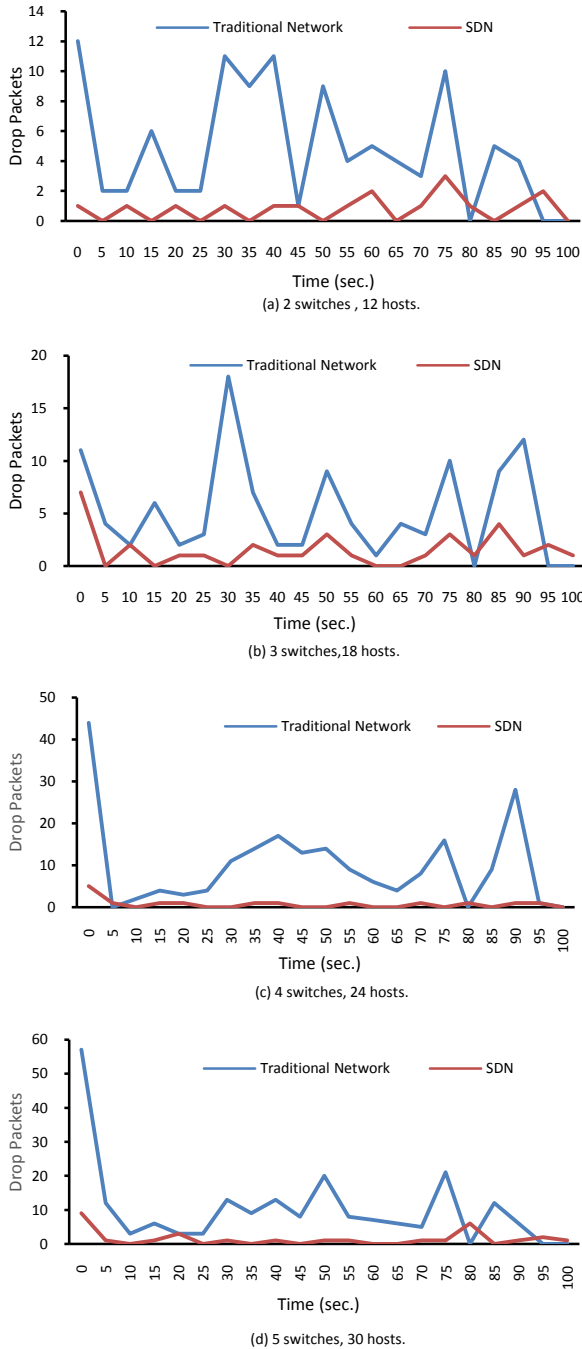 14
12
10
8
6
4
2
0
Drop Packets
Traditional Network SDN
0 5 10 15 20 25 30 35 40 45 50 55 60 65 70 75 80 85 90 95 100
Time (sec.)
(a) 2 switches , 12 hosts.
20
15
10
5
0
Drop Packets
Traditional Network SDN
0 5 10 15 20 25 30 35 40 45 50 55 60 65 70 75 80 85 90 95 100
Time (sec.)
(b) 3 switches,18 hosts.
50
40
30
20
10
0
Drop Packets
Traditional Network SDN
0 5 10 15 20 25 30 35 40 45 50 55 60 65 70 75 80 85 90 95 100
Time (sec.)
(c) 4 switches, 24 hosts.
60
50
40
30
20
10
0
Drop Packets
Traditional Network SDN
0 5 10 15 20 25 30 35 40 45 50 55 60 65 70 75 80 85 90 95 100
Time (sec.)
(d) 5 switches, 30 hosts.